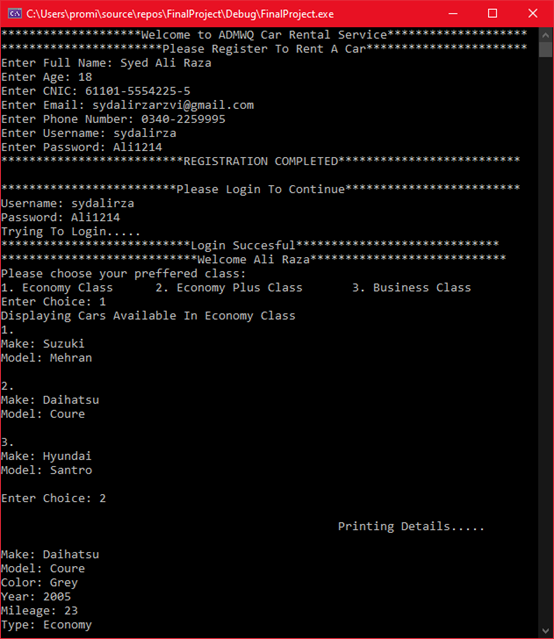 C:\Users\promi\source\repos\FinalProject\Debug\FinalProject.exe
********************Welcome to ADMWQ Car Rental Service********************
***********************Please Register To Rent A Car***********************
Enter Full Name: Syed Ali Raza
Enter Age: 18
Enter CNIC: 61101-5554225-5
Enter Email: sydalirzarzvi@gmail.com
Enter Phone Number: 0340-2259995
Enter Username: sydalirza
Enter Password: Ali1214
**************************REGISTRATION COMPLETED**************************
*************************Please Login To Continue*************************
Username: sydalirza
Password: Ali1214
Trying To Login.....
***************************Login Succesful*****************************
****************************Welcome Ali Raza****************************
Please choose your preffered class:
1. Economy Class      2. Economy Plus Class       3. Business Class
Enter Choice: 1
Displaying Cars Available In Economy Class
1.
Make: Suzuki
Model: Mehran
2.
Make: Daihatsu
Model: Coure
3.
Make: Hyundai
Model: Santro
Enter Choice: 2
Printing Details.....
Make: Daihatsu
Model: Coure
Color: Grey
Year: 2005
Mileage: 23
Type: Economy